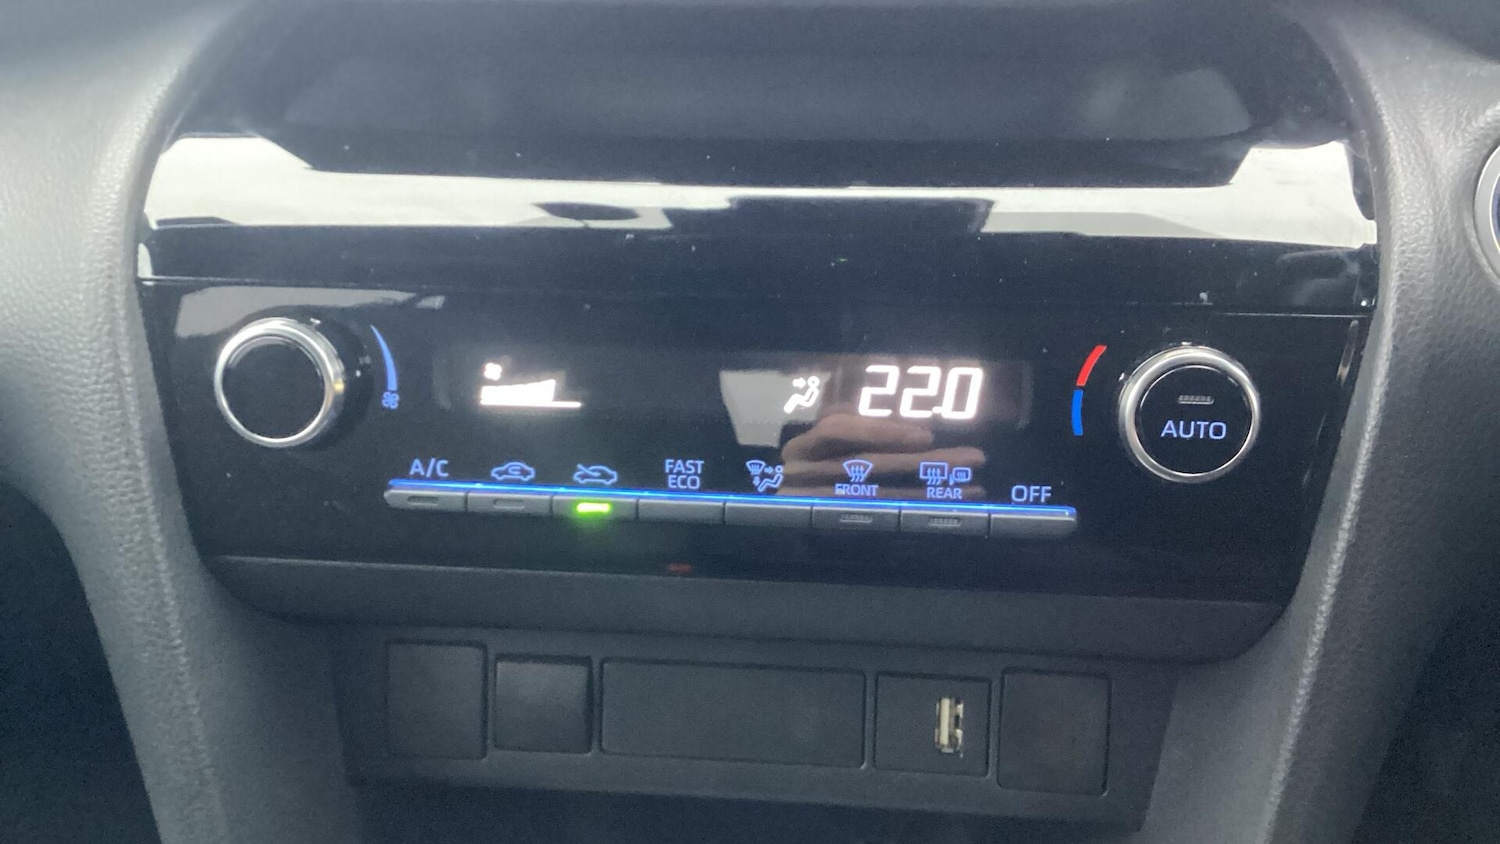 22.0
AUTO
A/C
FAST
ECO
FRONT
REAR
OFF